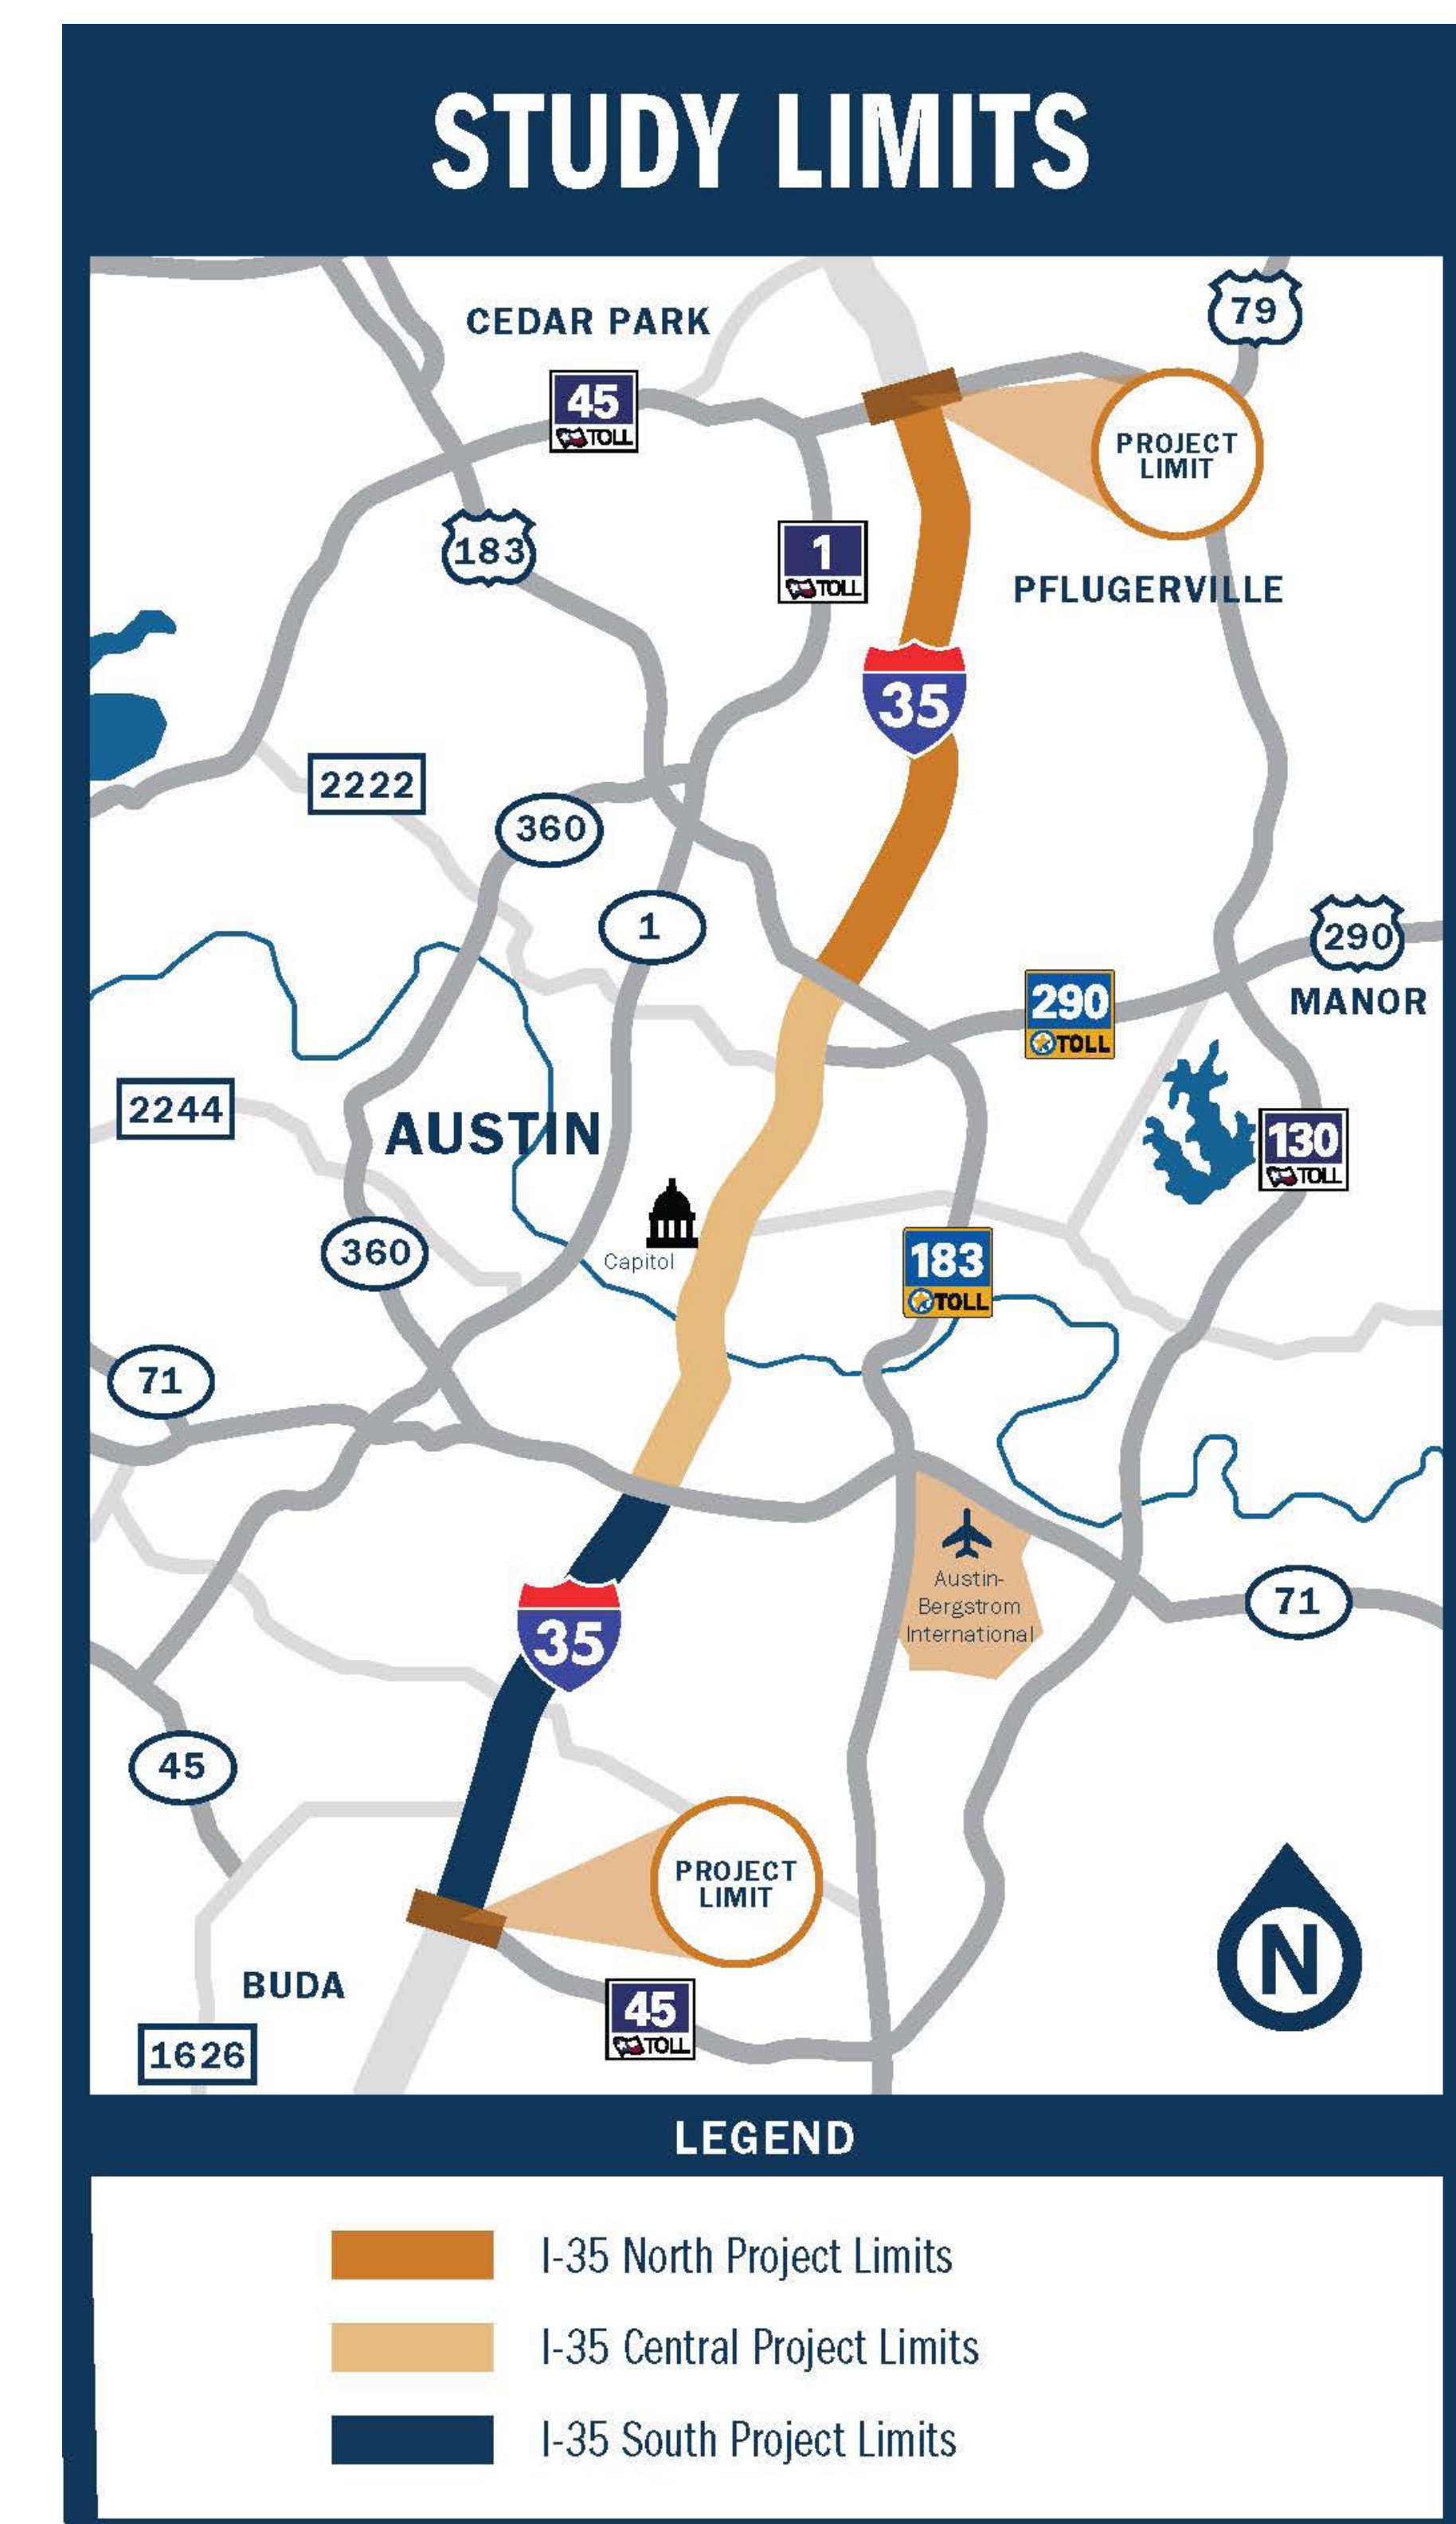 STUDY LIMITS
CEDAR PARK
79
45
TOLL
PROJECT
LIMIT
183
1
TOLL
PFLUGERVILLE
35
2222
360
1
290
290
TOLL
MANOR
2244
AUSTIN
130
TOLL
360
Capitol
183
TOLL
71
Austin-
Bergstrom
International
71
35
45
PROJECT
LIMIT
N
BUDA
45
TOLL
1626
LEGEND
I-35 North Project Limits
I-35 Central Project Limits
I-35 South Project Limits